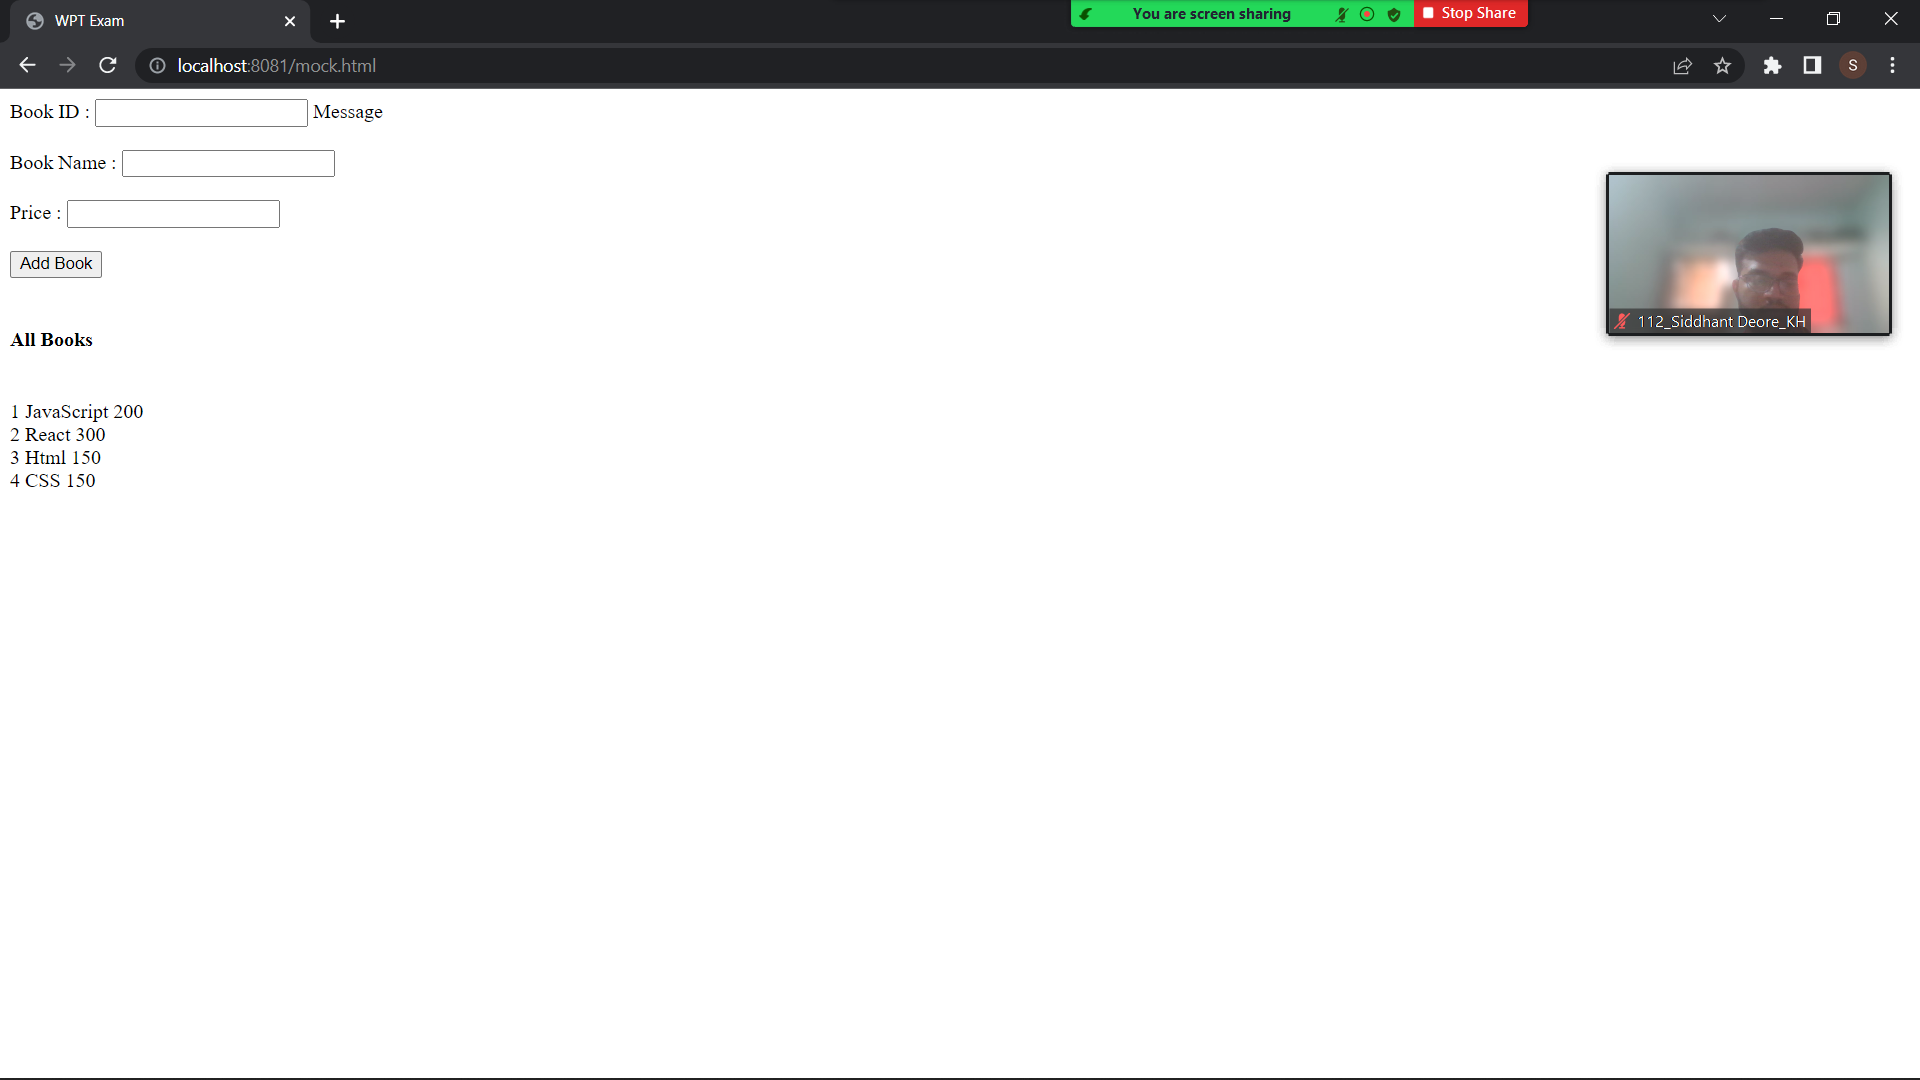 WPT Exam
You are screen sharing
Stop Share
localhost:8081/mock.html
S
Book ID :
Message
Book Name :
Price :
Add Book
112_Siddhant Deore_KH
All Books
1 JavaScript 200
2 React 300
3 Html 150
4 CSS 150